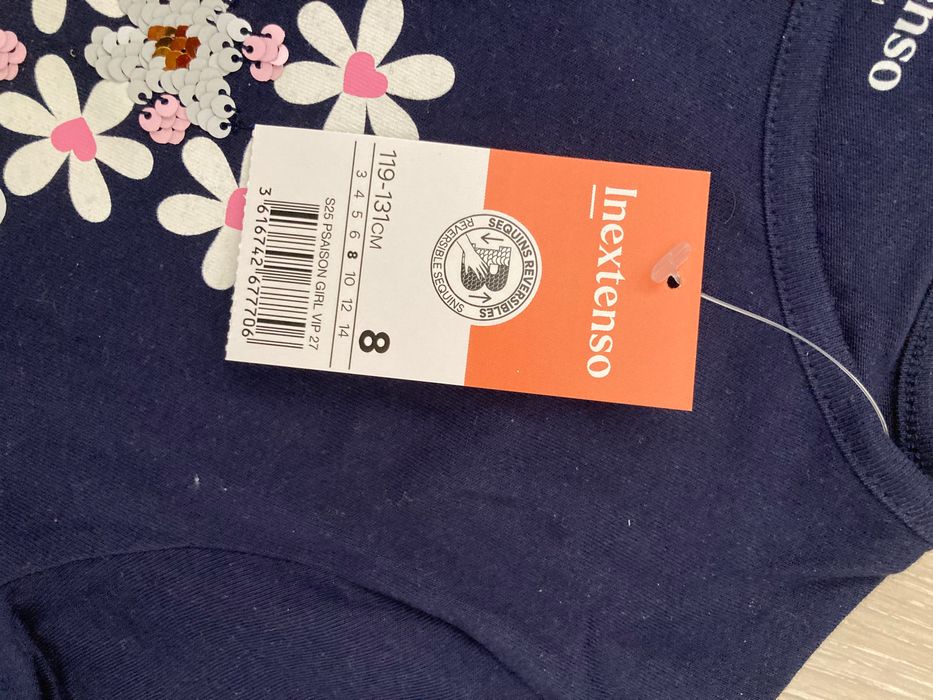 Inextenso
SEQUINS REVERSIBLES
REVERSIBLE SEQUINS
119-131CM
3 4 5 6 8 10 12 14
8
S25 PSAISON GIRL VIP 27
3 616742 677706
enso